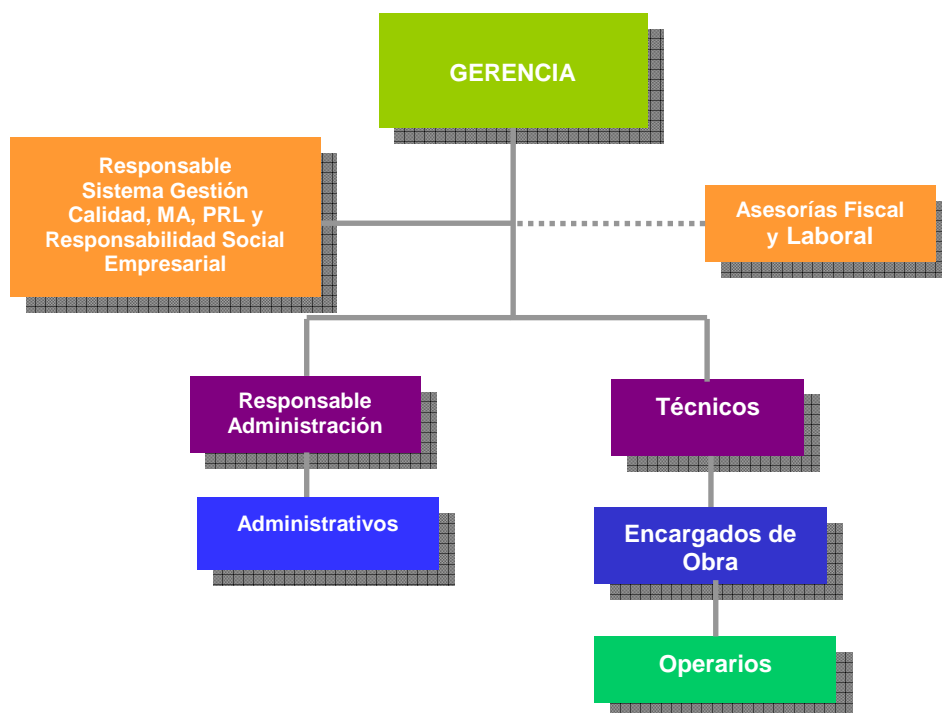 GERENCIA
Responsable
Sistema Gestión
Calidad, MA, PRL y
Responsabilidad Social
Empresarial
Asesorías Fiscal
y Laboral
Responsable
Administración
Técnicos
Administrativos
Encargados de
Obra
Operarios